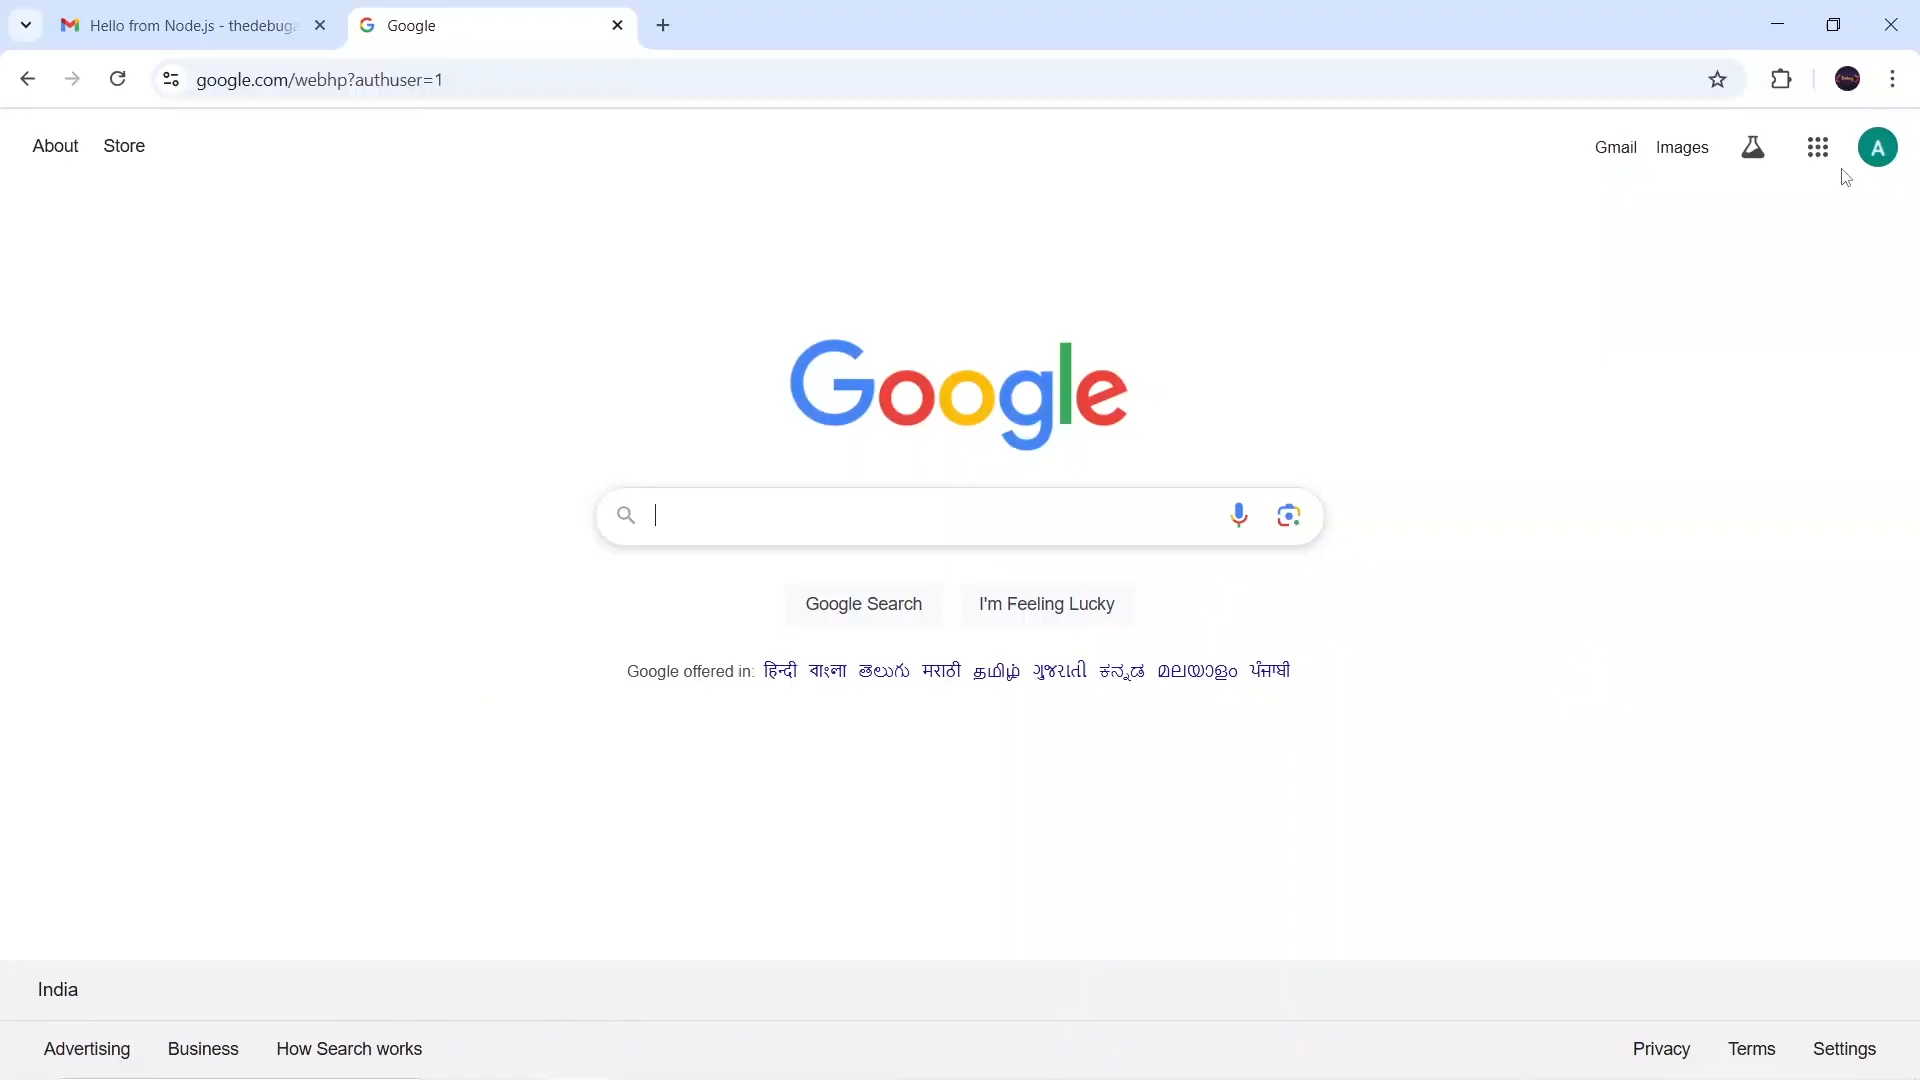 Hello from Node.js - thedebuga
Google
google.com/webhp?authuser=1
About Store
Gmail Images A
Google
Google Search I'm Feeling Lucky
Google offered in: हिन्दी বাংলা తెలుగు मराठी தமிழ் ગુજરાતી ಕನ್ನಡ മലയാളം ਪੰਜਾਬੀ
India
Advertising Business How Search works
Privacy Terms Settings